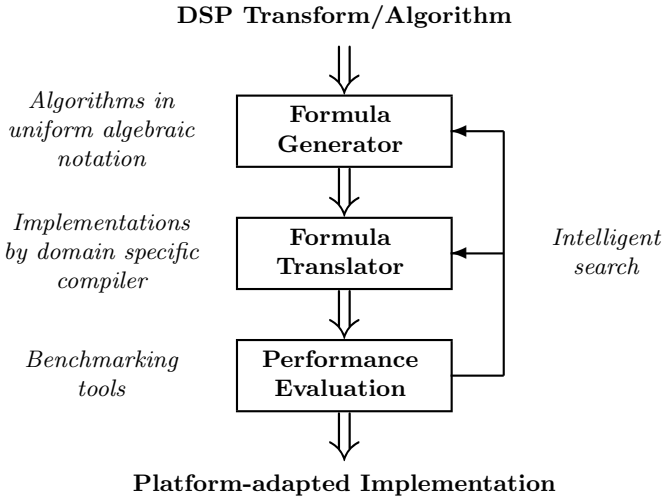 DSP Transform/Algorithm
Algorithms in
uniform algebraic
notation
Formula
Generator
Implementations
by domain specific
compiler
Formula
Translator
Intelligent
search
Benchmarking
tools
Performance
Evaluation
Platform-adapted Implementation